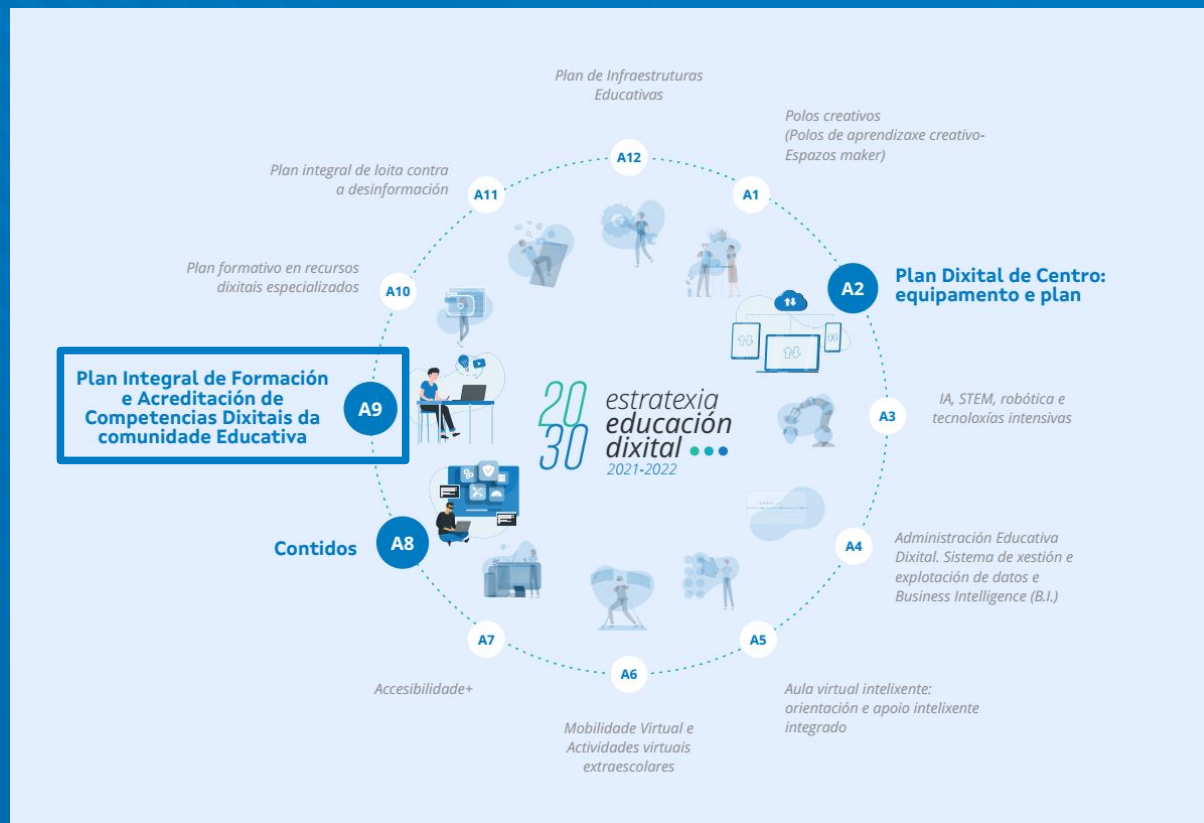 Plan de Infraestruturas
Educativas
A12
Polos creativos
(Polos de aprendizaxe creativo-
Espazos maker)
A1
Plan Dixital de Centro:
equipamento e plan
A2
IA, STEM, robótica e
tecnoloxías intensivas
A3
Administración Educativa
Dixital. Sistema de xestión e
explotación de datos e
Business Intelligence (B.I.)
A4
Aula virtual intelixente:
orientación e apoio intelixente
integrado
A5
A6
Mobilidade Virtual e
Actividades virtuais
extraescolares
A7
Accesibilidade+
Contidos
A8
Plan Integral de Formación
e Acreditación de
Competencias Dixitais da
comunidade Educativa
A9
Plan formativo en recursos
dixitais especializados
A10
Plan integral de loita contra
a desinformación
A11
20
30
estratexia
educación
dixital
2021-2022